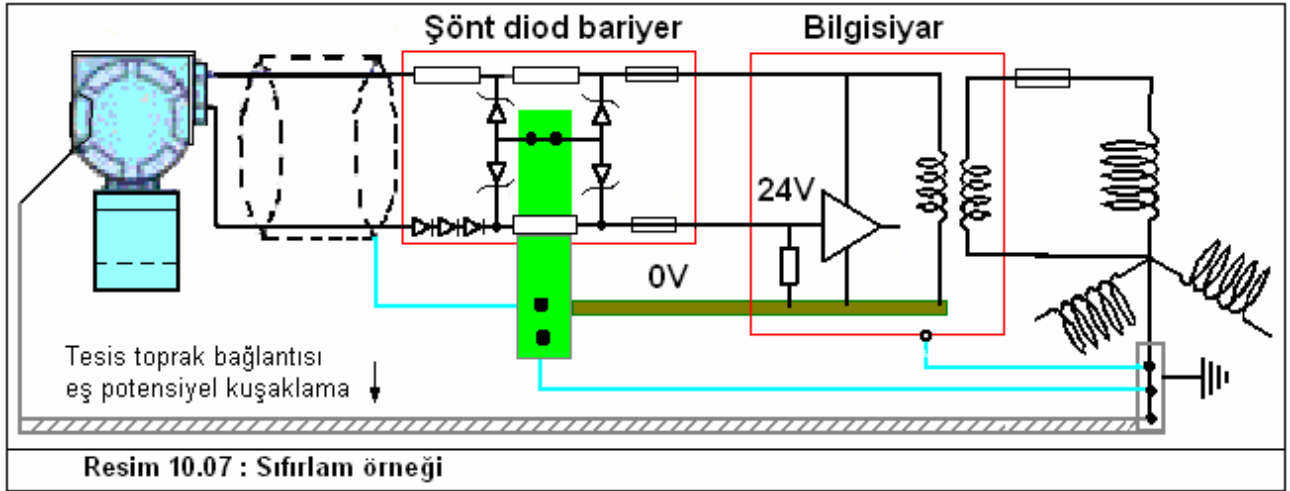 Şönt diod bariyer
Bilgisiyar
24V
0V
Tesis toprak bağlantısı
eş potensiyel kuşaklama
Resim 10.07 : Sıfırlam örneği